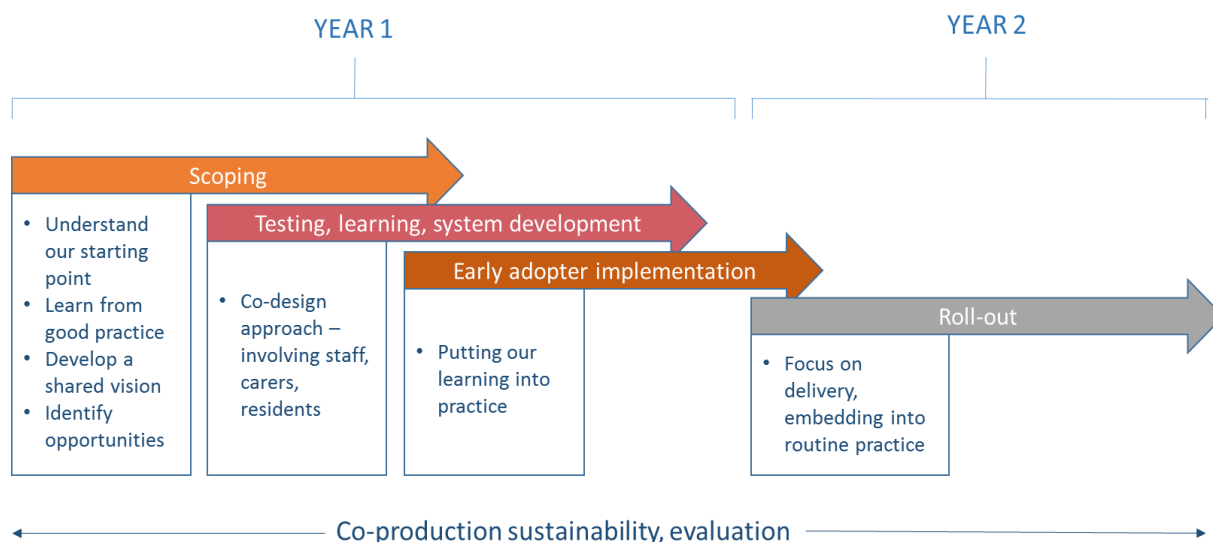 YEAR 1
YEAR 2
Scoping
• Understand
our starting
point
• Learn from
good practice
• Develop a
shared vision
• Identify
opportunities
Testing, learning, system development
• Co-design
approach –
involving staff,
carers,
residents
Early adopter implementation
• Putting our
learning into
practice
Roll-out
• Focus on
delivery,
embedding into
routine practice
Co-production sustainability, evaluation